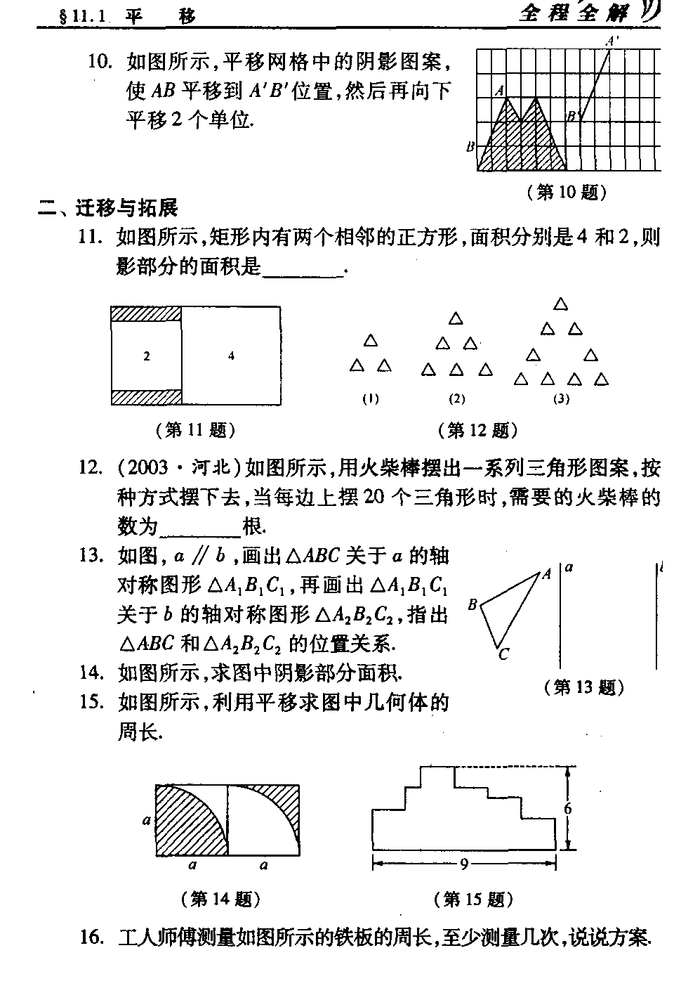 §11.1 平 移
全程全解
10. 如图所示,平移网格中的阴影图案,
使 AB 平移到 A′B′位置,然后再向下
平移 2 个单位.
A′
A
B′
B
(第 10 题)
二、迁移与拓展
11. 如图所示,矩形内有两个相邻的正方形,面积分别是 4 和 2,则
影部分的面积是________.
2
4
(1)
(2)
(3)
(第 11 题)
(第 12 题)
12. (2003·河北)如图所示,用火柴棒摆出一系列三角形图案,按
种方式摆下去,当每边上摆 20 个三角形时,需要的火柴棒的
数为________根.
13. 如图, a∥b,画出△ABC 关于 a 的轴
对称图形 △A₁B₁C₁,再画出△A₁B₁C₁
关于 b 的轴对称图形△A₂B₂C₂,指出
△ABC 和△A₂B₂C₂ 的位置关系.
A
a
B
C
(第 13 题)
14. 如图所示,求图中阴影部分面积.
15. 如图所示,利用平移求图中几何体的
周长.
a
a
a
6
9
(第 14 题)
(第 15 题)
16. 工人师傅测量如图所示的铁板的周长,至少测量几次,说说方案.